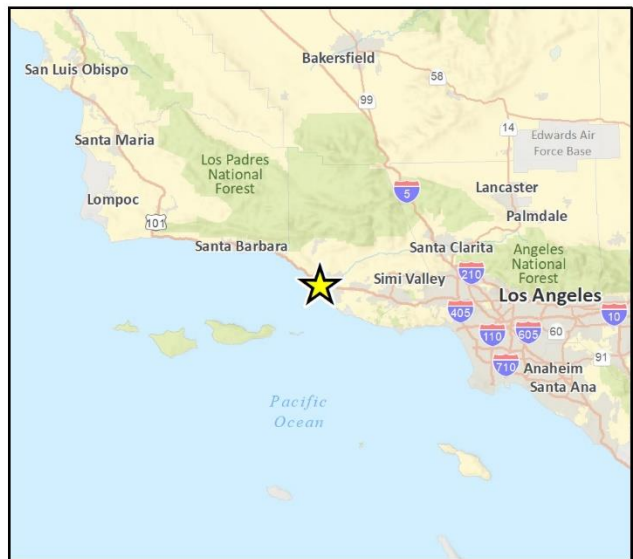 Bakersfield
San Luis Obispo
58
99
14
Edwards Air
Force Base
Santa Maria
Los Padres
National
Forest
Lancaster
5
Lompoc
Palmdale
101
Santa Barbara
Santa Clarita
Angeles
National
Forest
Simi Valley
210
Los Angeles
405
10
110
605
60
91
710
Anaheim
Santa Ana
Pacific
Ocean